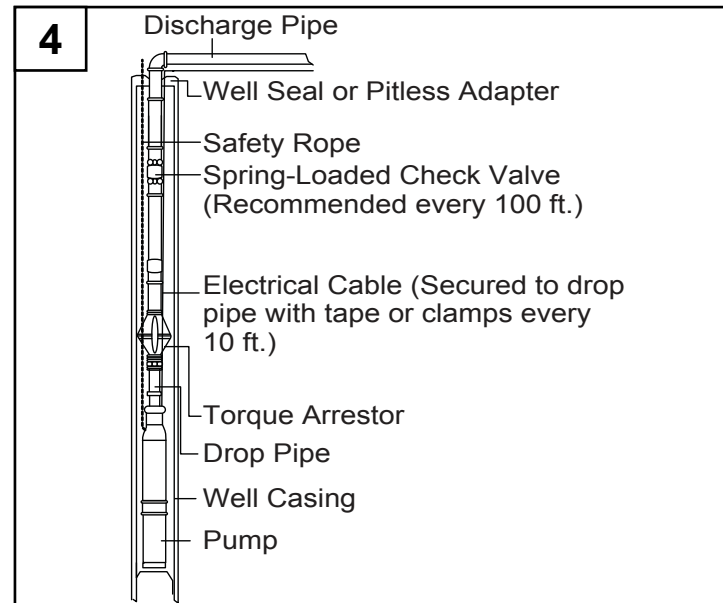 4
Discharge Pipe
Well Seal or Pitless Adapter
Safety Rope
Spring-Loaded Check Valve
(Recommended every 100 ft.)
Electrical Cable (Secured to drop
pipe with tape or clamps every
10 ft.)
Torque Arrestor
Drop Pipe
Well Casing
Pump